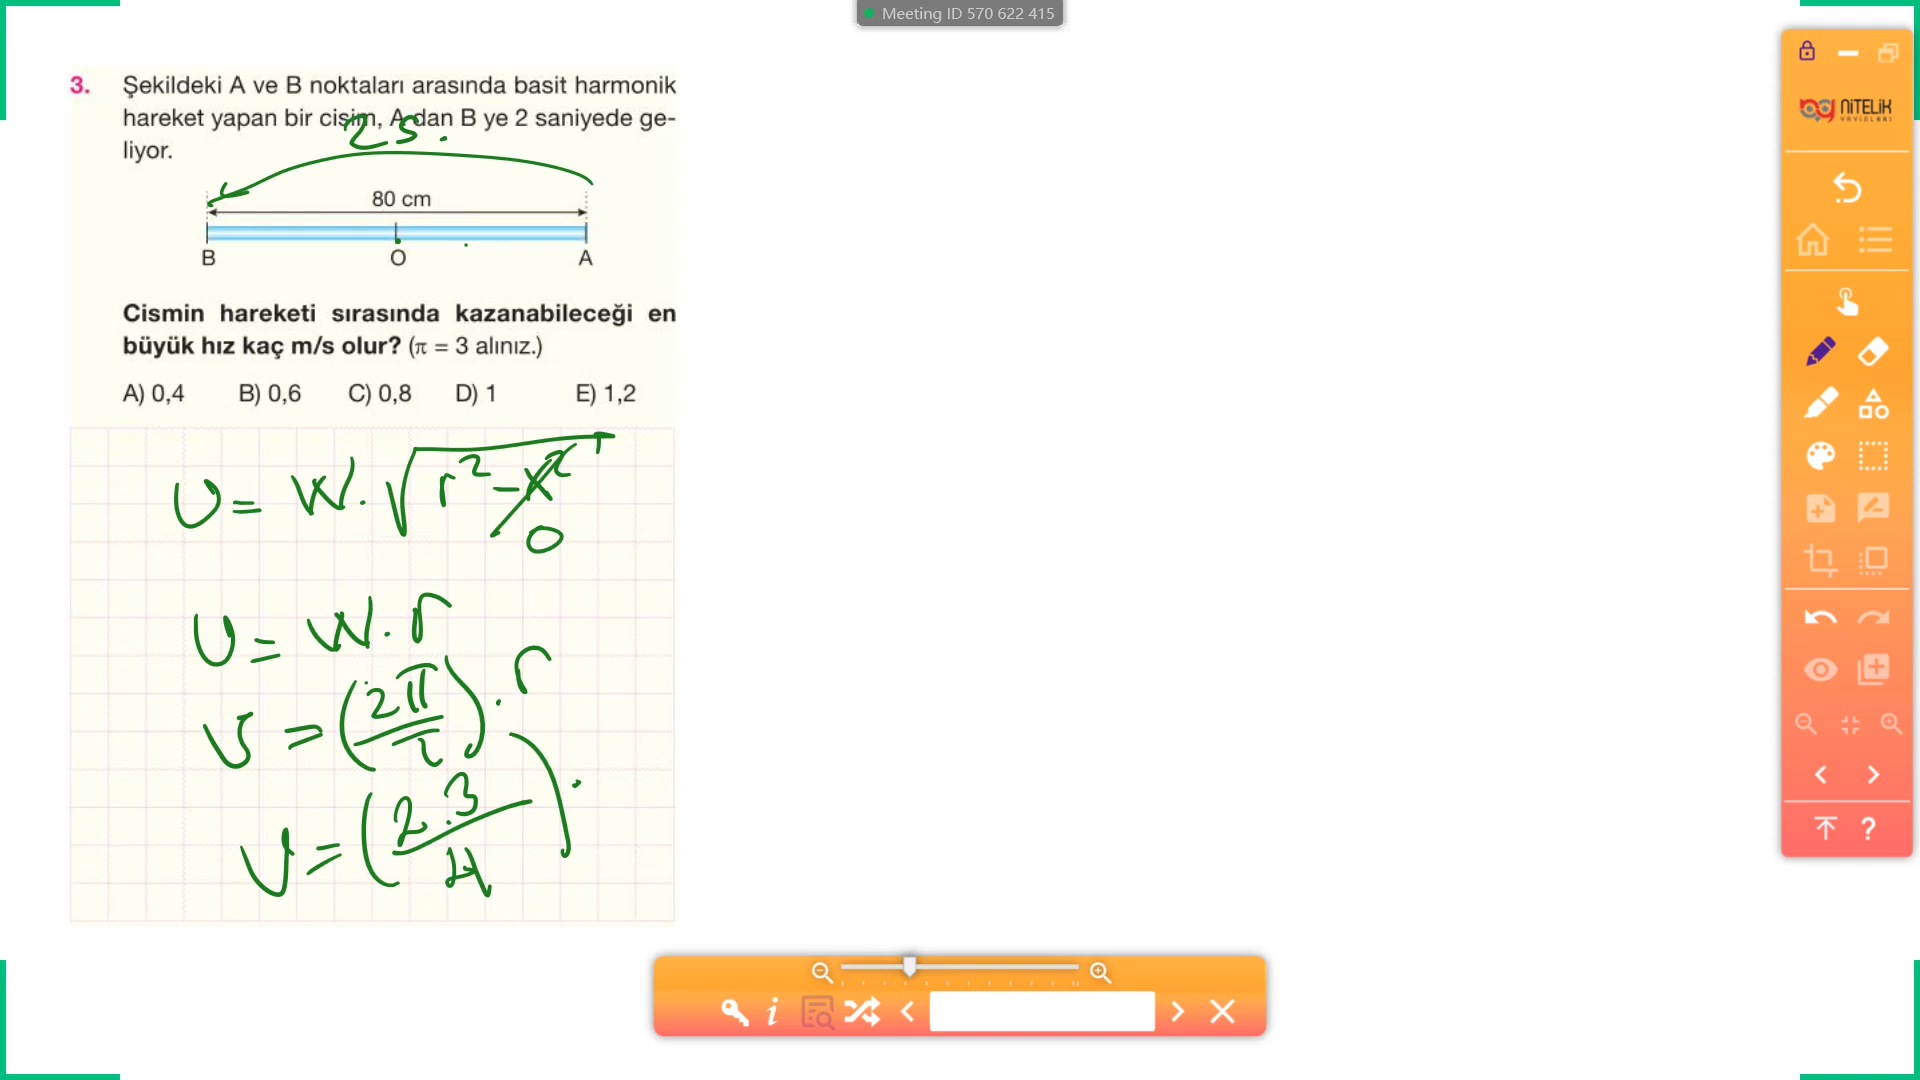 Meeting ID 570 622 415
3. Şekildeki A ve B noktaları arasında basit harmonik
hareket yapan bir cisim, A dan B ye 2 saniyede ge-
liyor.
2 s.
80 cm
B O A
Cismin hareketi sırasında kazanabileceği en
büyük hız kaç m/s olur? (π = 3 alınız.)
A) 0,4 B) 0,6 C) 0,8 D) 1 E) 1,2
υ = W. √r² - x²
0
υ = W. r
υ = (2π/T). r
υ = (2.3/4).
NİTELİK
YAYINLARI
i
?